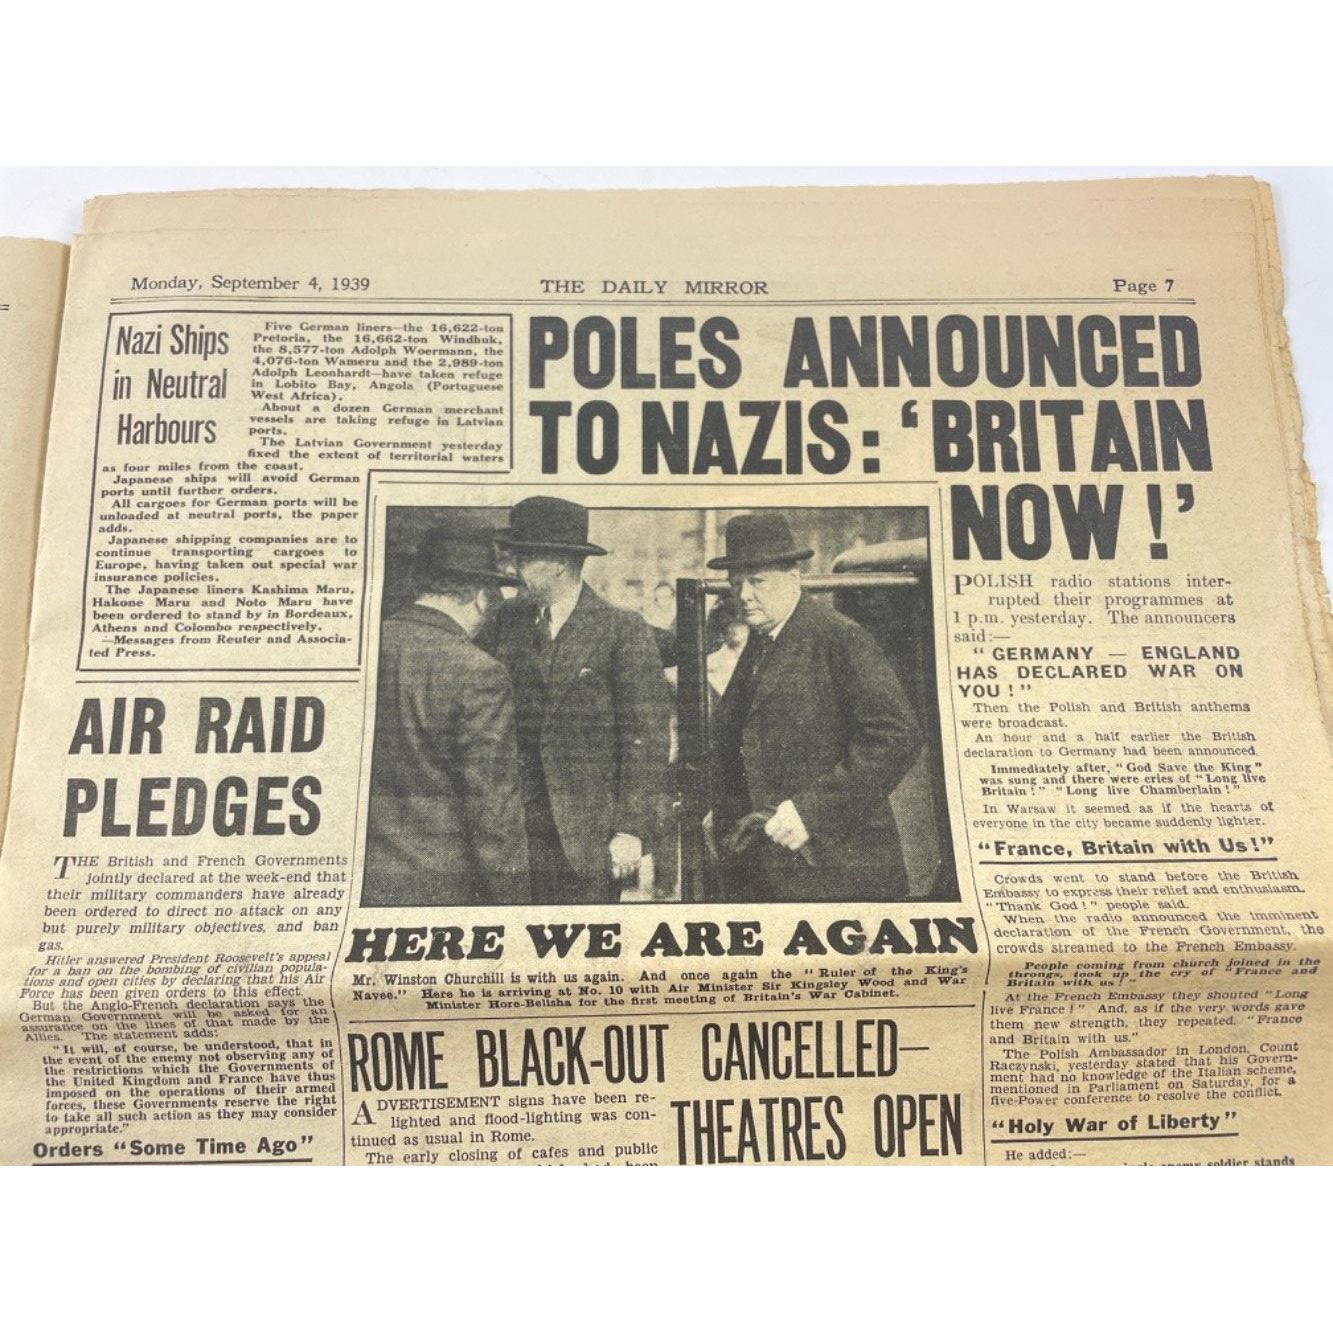 Monday, September 4, 1939
THE DAILY MIRROR
Page 7
Nazi Ships
in Neutral
Harbours
Five German liners—the 16,622-ton
Pretoria, the 16,662-ton Windhuk,
the 8,577-ton Adolph Woermann, the
4,076-ton Wameru and the 2,989-ton
Adolph Leonhardt—have taken refuge
in Lobito Bay, Angola (Portuguese
West Africa).
About a dozen German merchant
vessels are taking refuge in Latvian
ports.
The Latvian Government yesterday
fixed the extent of territorial waters
as four miles from the coast.
Japanese ships will avoid German
ports until further orders.
All cargoes for German ports will be
unloaded at neutral ports, the paper
adds.
Japanese shipping companies are to
continue transporting cargoes to
Europe, having taken out special war
insurance policies.
The Japanese liners Kashima Maru,
Hakone Maru and Noto Maru have
been ordered to stand by in Bordeaux,
Athens and Colombo respectively.
—Messages from Reuter and Associa-
ted Press.
AIR RAID
PLEDGES
THE British and French Governments
jointly declared at the week-end that
their military commanders have already
been ordered to direct no attack on any
but purely military objectives, and ban
gas.
Hitler answered President Roosevelt's appeal
for a ban on the bombing of civilian popula-
tions and open cities by declaring that his Air
Force has been given orders to this effect.
But the Anglo-French declaration says the
German Government will be asked for an
assurance on the lines of that made by the
Allies. The statement adds:
"It will, of course, be understood, that in
the event of the enemy not observing any of
the restrictions which the Governments of
the United Kingdom and France have thus
imposed on the operations of their armed
forces, these Governments reserve the right
to take all such action as they may consider
appropriate."
Orders "Some Time Ago"
POLES ANNOUNCED
TO NAZIS: 'BRITAIN
NOW!'
HERE WE ARE AGAIN
Mr. Winston Churchill is with us again. And once again the "Ruler of the King's
Navee." Here he is arriving at No. 10 with Air Minister Sir Kingsley Wood and War
Minister Hore-Belisha for the first meeting of Britain's War Cabinet.
ROME BLACK-OUT CANCELLED—
THEATRES OPEN
ADVERTISEMENT signs have been re-
lighted and flood-lighting was con-
tinued as usual in Rome.
The early closing of cafes and public
POLISH radio stations inter-
rupted their programmes at
1 p.m. yesterday. The announcers
said:—
"GERMANY — ENGLAND
HAS DECLARED WAR ON
YOU!"
Then the Polish and British anthems
were broadcast.
An hour and a half earlier the British
declaration to Germany had been announced.
Immediately after, "God Save the King"
was sung and there were cries of "Long live
Britain!" "Long live Chamberlain!"
In Warsaw it seemed as if the hearts of
everyone in the city became suddenly lighter.
"France, Britain with Us!"
Crowds went to stand before the British
Embassy to express their relief and enthusiasm.
"Thank God!" people said.
When the radio announced the imminent
declaration of the French Government, the
crowds streamed to the French Embassy.
People coming from church joined in the
throngs, took up the cry of "France and
Britain with us!"
At the French Embassy they shouted "Long
live France!" And, as if the very words gave
them new strength, they repeated. "France
and Britain with us."
The Polish Ambassador in London, Count
Raczynski, yesterday stated that his Govern-
ment had no knowledge of the Italian scheme,
mentioned in Parliament on Saturday, for a
five-Power conference to resolve the conflict.
"Holy War of Liberty"
He added:—
enemy soldier stands